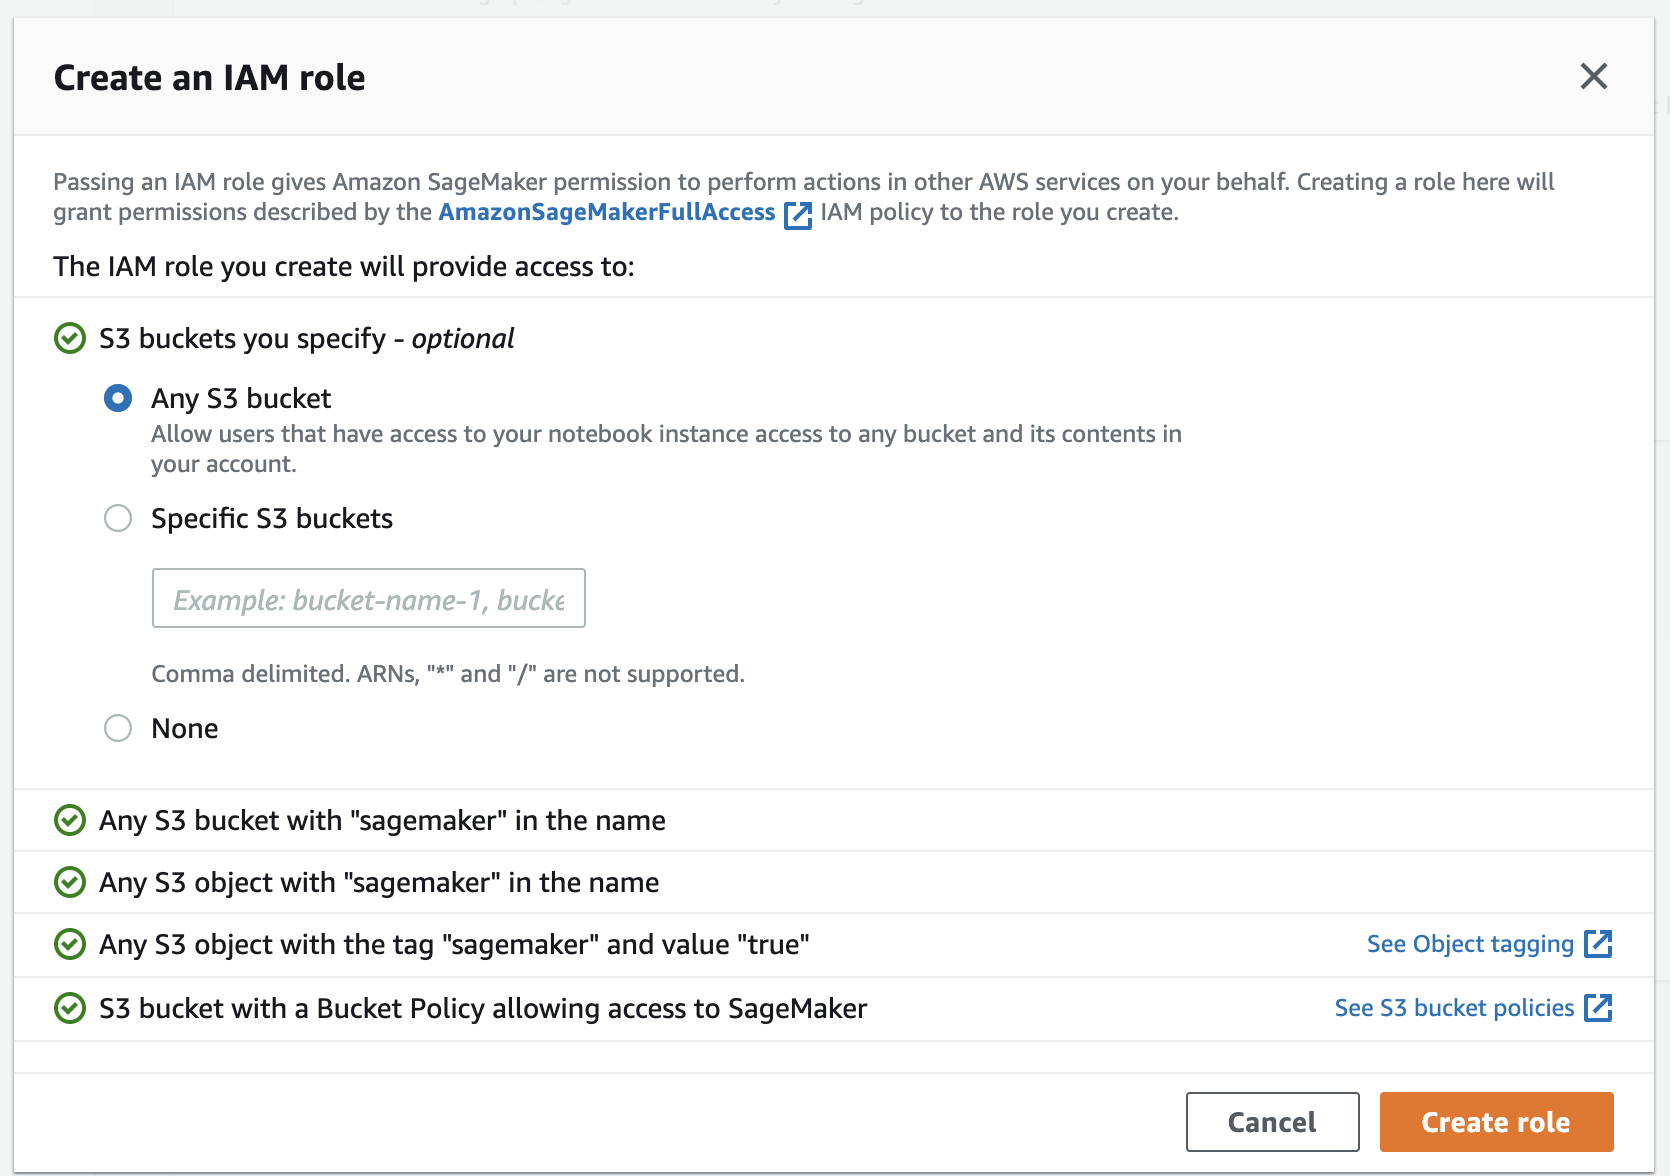 Create an IAM role
Passing an IAM role gives Amazon SageMaker permission to perform actions in other AWS services on your behalf. Creating a role here will
grant permissions described by the AmazonSageMakerFullAccess IAM policy to the role you create.
The IAM role you create will provide access to:
S3 buckets you specify - optional
Any S3 bucket
Allow users that have access to your notebook instance access to any bucket and its contents in
your account.
Specific S3 buckets
Example: bucket-name-1, bucke
Comma delimited. ARNs, "*" and "/" are not supported.
None
Any S3 bucket with "sagemaker" in the name
Any S3 object with "sagemaker" in the name
Any S3 object with the tag "sagemaker" and value "true"
See Object tagging
S3 bucket with a Bucket Policy allowing access to SageMaker
See S3 bucket policies
Cancel
Create role